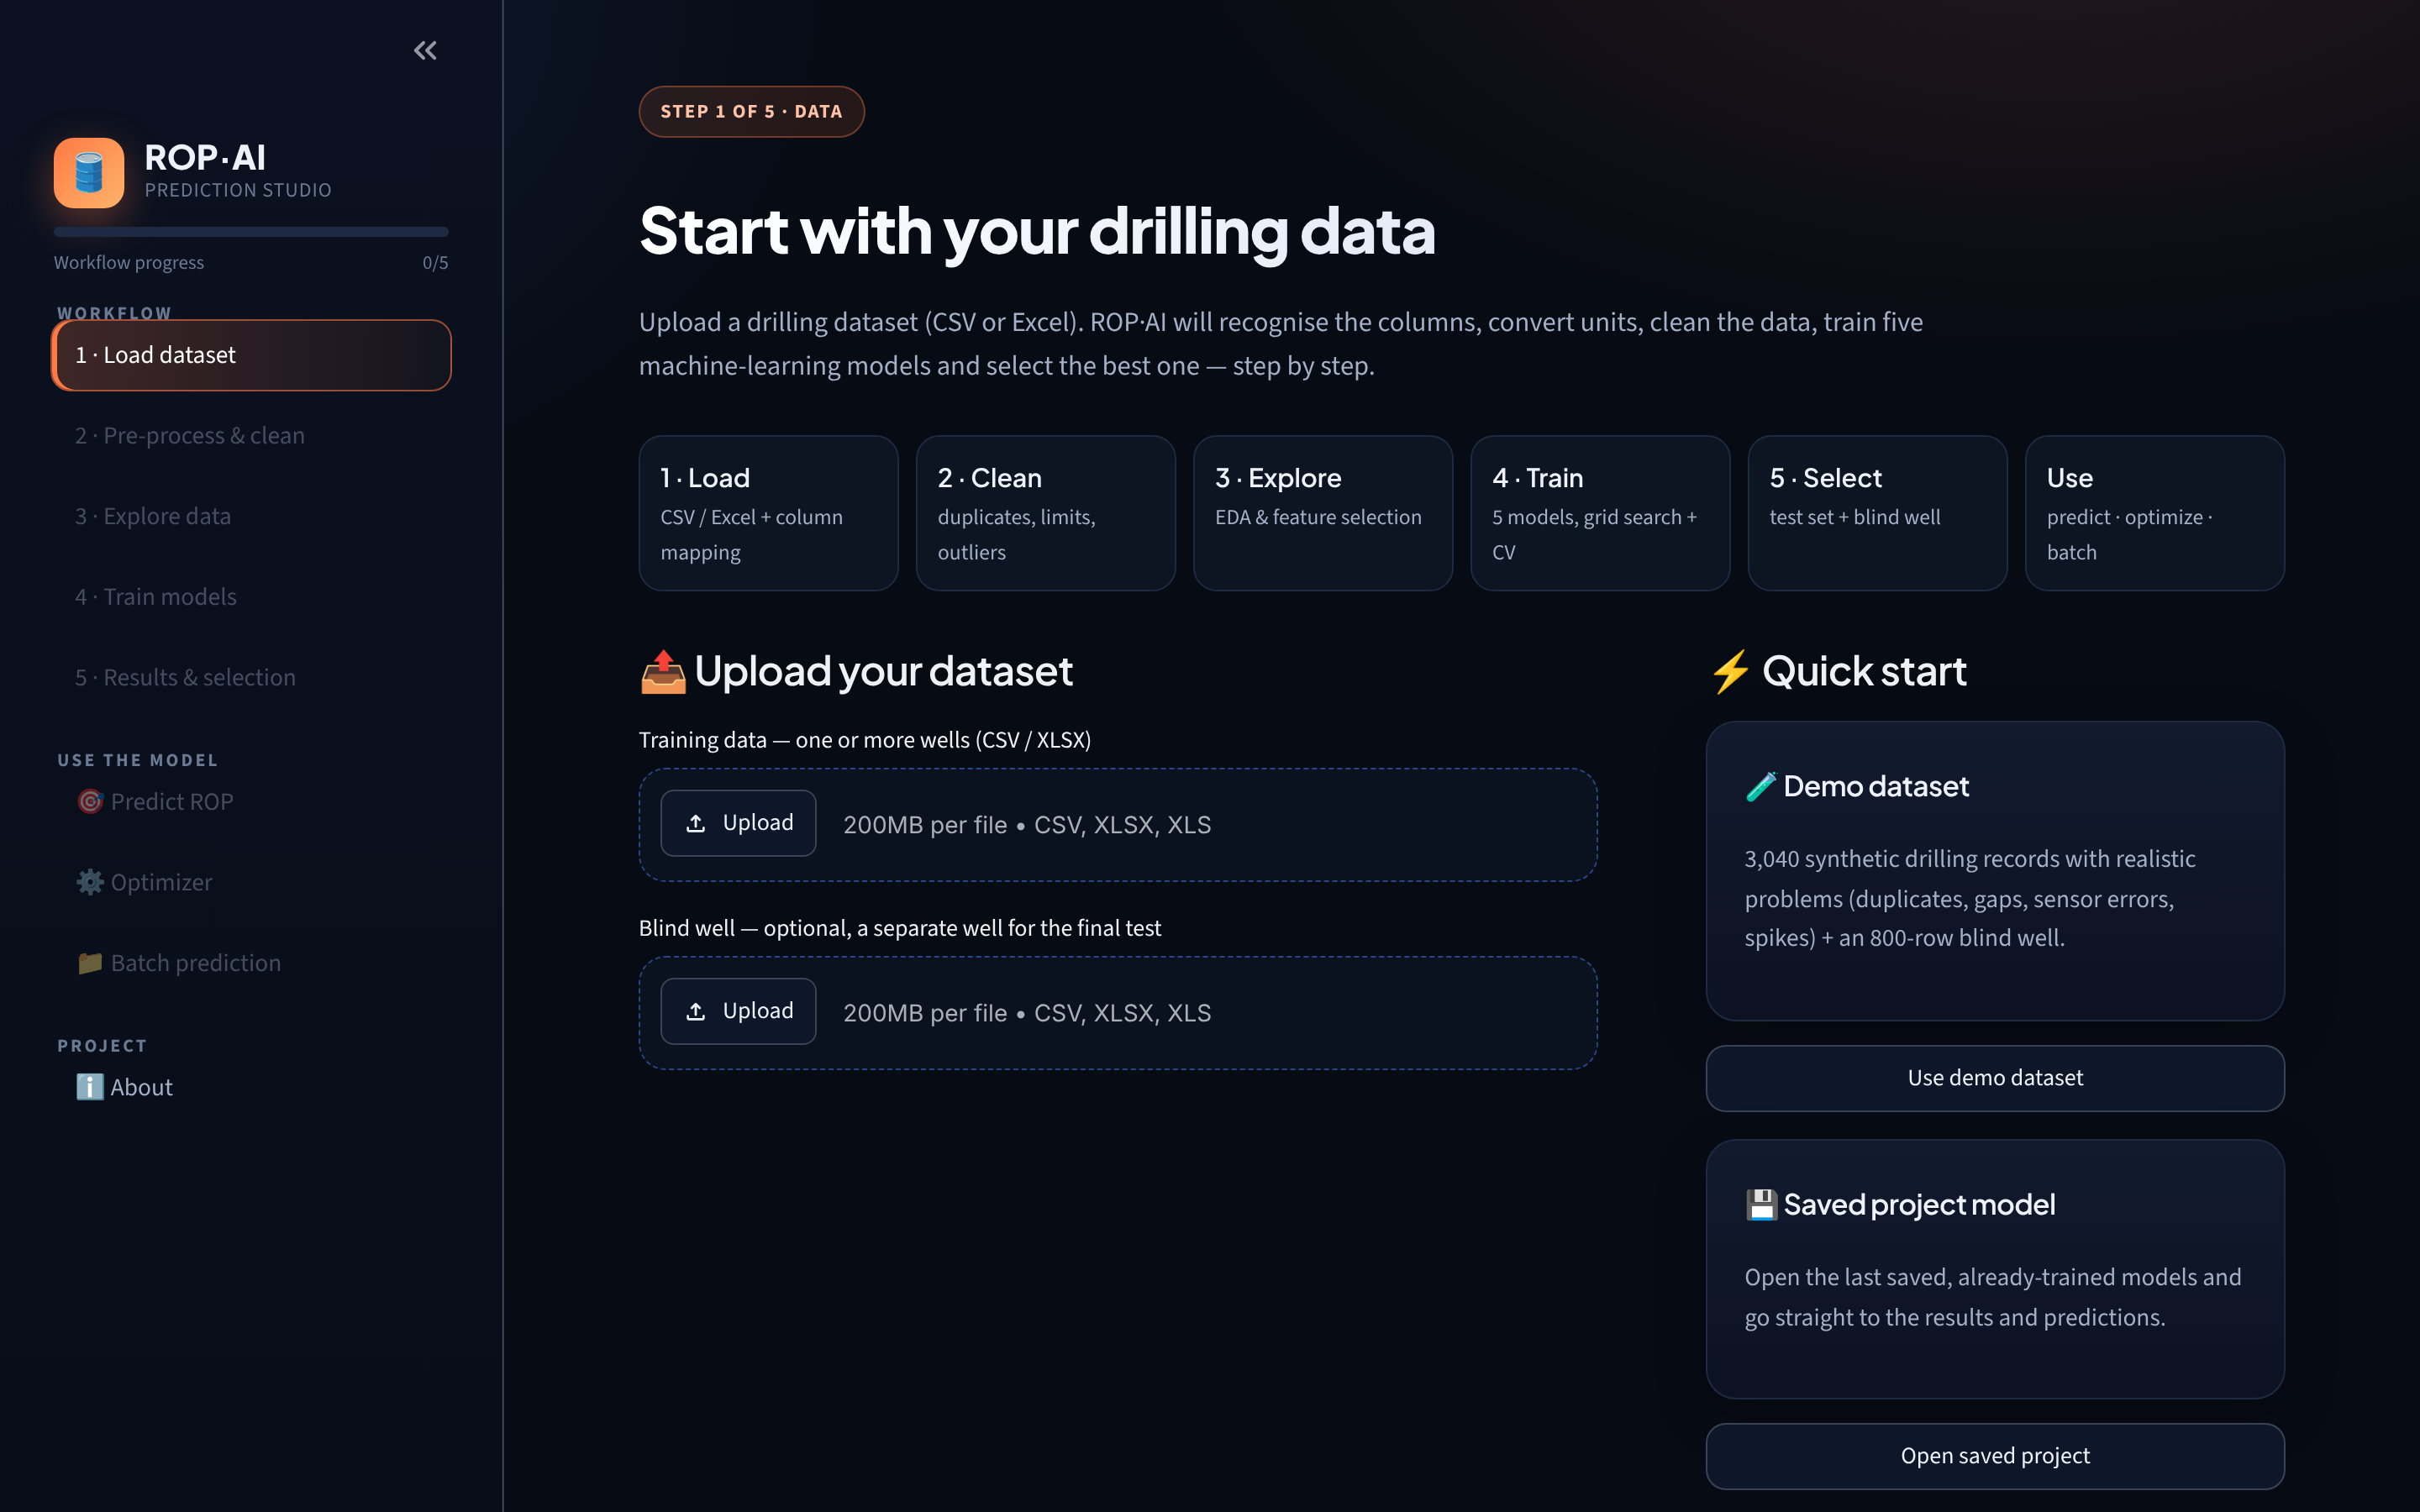 ROP·AI
PREDICTION STUDIO
Workflow progress 0/5
WORKFLOW
1 · Load dataset
2 · Pre-process & clean
3 · Explore data
4 · Train models
5 · Results & selection
USE THE MODEL
Predict ROP
Optimizer
Batch prediction
PROJECT
About
STEP 1 OF 5 · DATA
Start with your drilling data
Upload a drilling dataset (CSV or Excel). ROP·AI will recognise the columns, convert units, clean the data, train five
machine-learning models and select the best one — step by step.
1 · Load
CSV / Excel + column
mapping
2 · Clean
duplicates, limits,
outliers
3 · Explore
EDA & feature selection
4 · Train
5 models, grid search +
CV
5 · Select
test set + blind well
Use
predict · optimize ·
batch
Upload your dataset
Training data — one or more wells (CSV / XLSX)
Upload 200MB per file • CSV, XLSX, XLS
Blind well — optional, a separate well for the final test
Upload 200MB per file • CSV, XLSX, XLS
Quick start
Demo dataset
3,040 synthetic drilling records with realistic
problems (duplicates, gaps, sensor errors,
spikes) + an 800-row blind well.
Use demo dataset
Saved project model
Open the last saved, already-trained models and
go straight to the results and predictions.
Open saved project